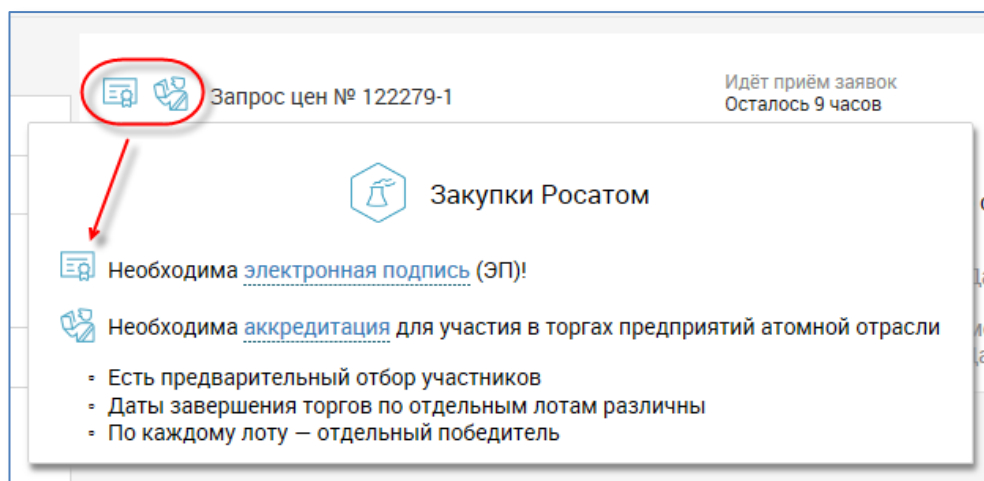 Запрос цен № 122279-1
Идёт приём заявок
Осталось 9 часов
Закупки Росатом
Необходима электронная подпись (ЭП)!
Необходима аккредитация для участия в торгах предприятий атомной отрасли
▫ Есть предварительный отбор участников
▫ Даты завершения торгов по отдельным лотам различны
▫ По каждому лоту — отдельный победитель